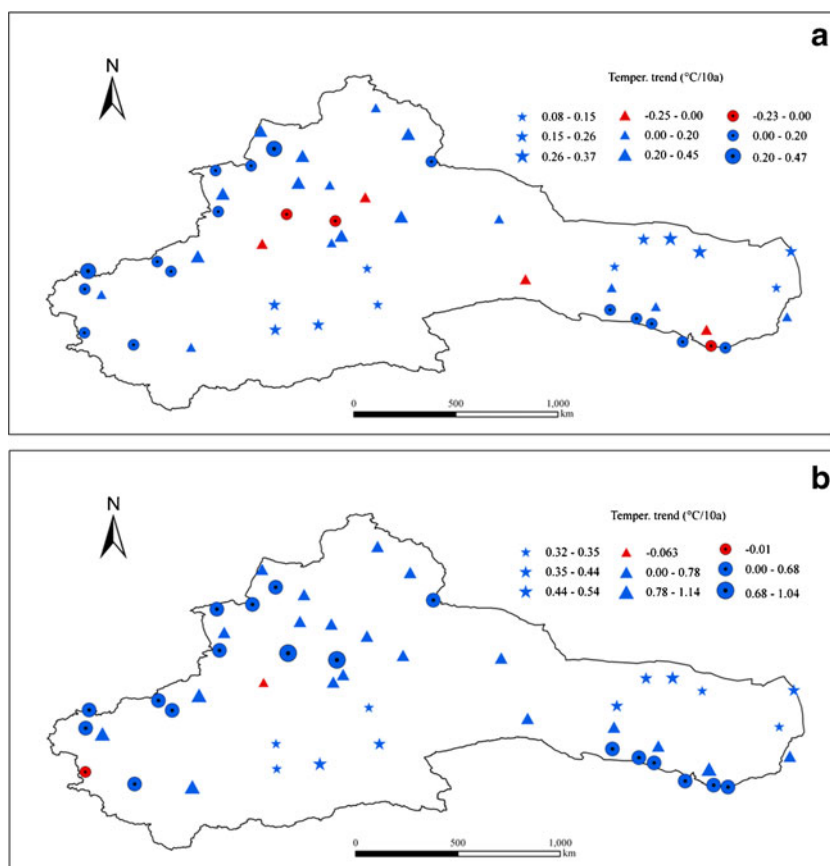 a
N
Temper. trend (°C/10a)
0.08 - 0.15 -0.25 - 0.00 -0.23 - 0.00
0.15 - 0.26 0.00 - 0.20 0.00 - 0.20
0.26 - 0.37 0.20 - 0.45 0.20 - 0.47
0 500 1,000
km
b
N
Temper. trend (°C/10a)
0.32 - 0.35 -0.063 -0.01
0.35 - 0.44 0.00 - 0.78 0.00 - 0.68
0.44 - 0.54 0.78 - 1.14 0.68 - 1.04
0 500 1,000
km